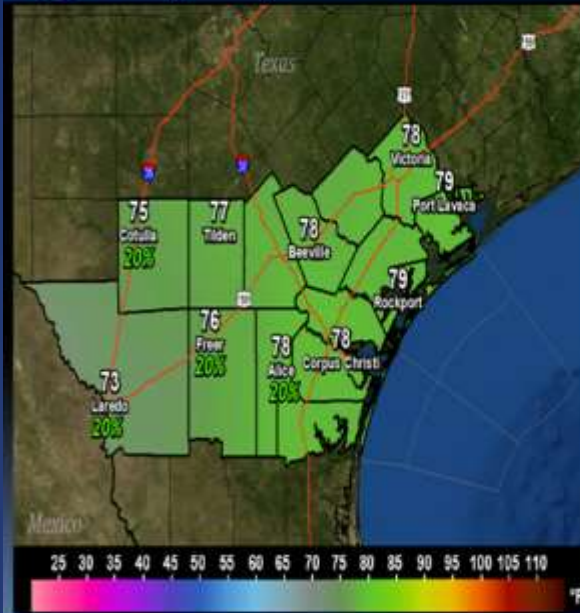 Texas
78
Victoria
79
Port Lavaca
75
Cotulla
20%
77
Tilden
78
Beeville
79
Rockport
76
Freer
20%
78
Alice
20%
78
Corpus Christi
73
Laredo
20%
Mexico
25 30 35 40 45 50 55 60 65 70 75 80 85 90 95 100 105 110